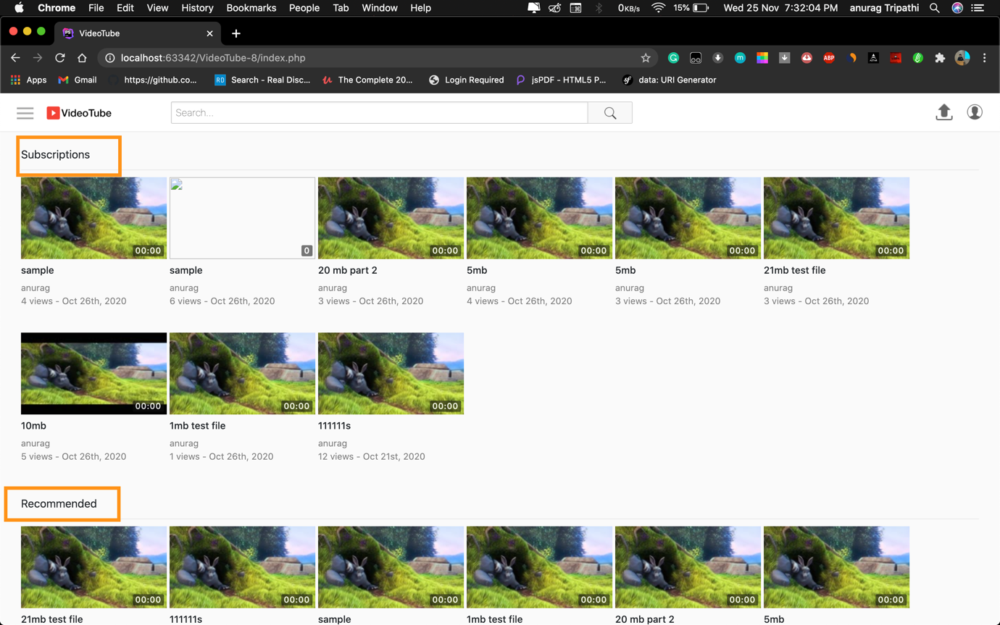 Chrome File Edit View History Bookmarks People Tab Window Help 0KB/s 15% Wed 25 Nov 7:32:04 PM anurag Tripathi
VideoTube
localhost:63342/VideoTube-8/index.php
ABP
Apps Gmail https://github.co... RD Search - Real Disc... The Complete 20... Login Required jsPDF - HTML5 P... sf data: URI Generator
VideoTube Search...
Subscriptions
00:00 0 00:00 00:00 00:00 00:00
sample sample 20 mb part 2 5mb 5mb 21mb test file
anurag anurag anurag anurag anurag anurag
4 views - Oct 26th, 2020 6 views - Oct 26th, 2020 3 views - Oct 26th, 2020 4 views - Oct 26th, 2020 3 views - Oct 26th, 2020 3 views - Oct 26th, 2020
00:00 00:00 00:00
10mb 1mb test file 111111s
anurag anurag anurag
5 views - Oct 26th, 2020 1 views - Oct 26th, 2020 12 views - Oct 21st, 2020
Recommended
00:00 00:00 00:00 00:00 00:00 00:00
21mb test file 111111s sample 1mb test file 20 mb part 2 5mb